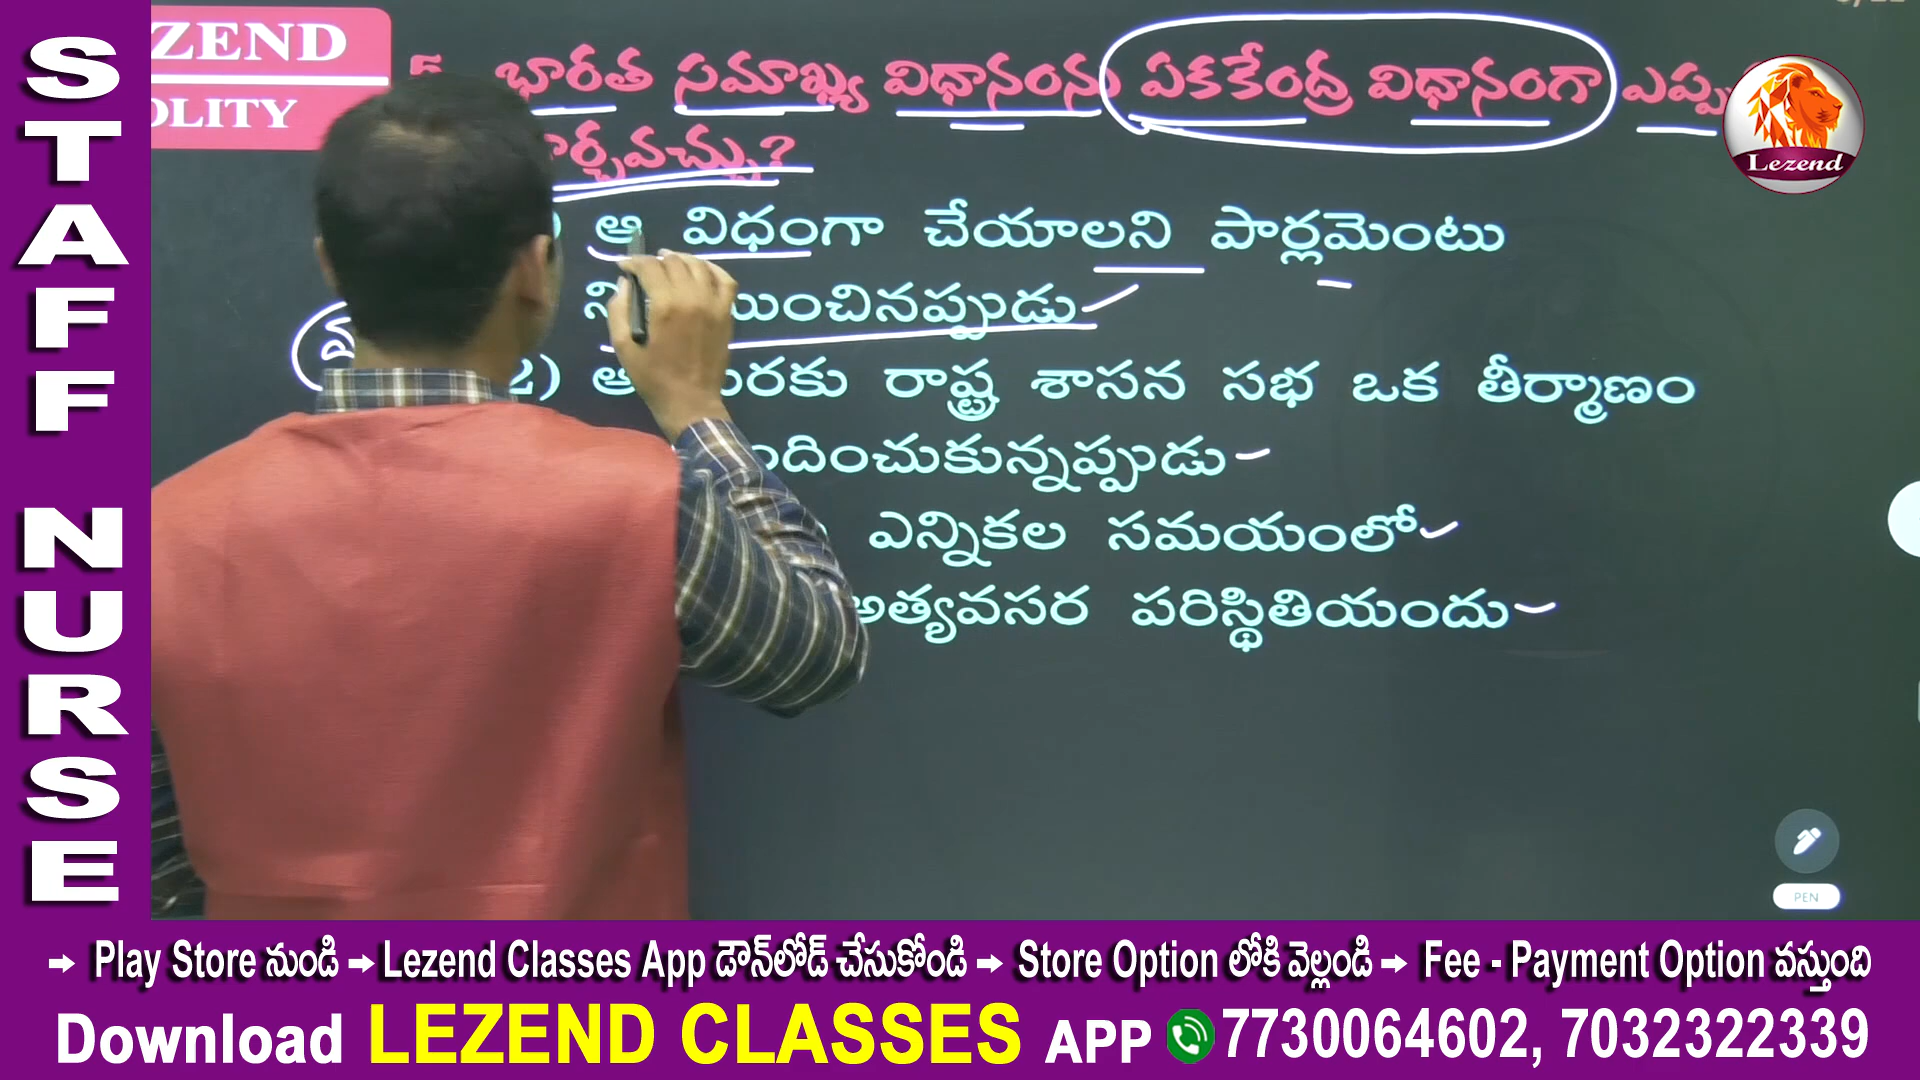 STAFF NURSE
ZEND
OLITY
5. భారత సమాఖ్య విధానంను ఏకకేంద్ర విధానంగా
ర్చవచ్చు?
ఆ విధంగా చేయాలని పార్లమెంటు
యించినప్పుడు
2) రాష్ట్ర శాసన సభ ఒక తీర్మాణం
ందించుకున్నప్పుడు
ఎన్నికల సమయంలో
అత్యవసర పరిస్థితియందు
Lezend
PEN
→ Play Store నుండి → Lezend Classes App డౌన్‌లోడ్ చేసుకోండి → Store Option లోకి వెల్లండి → Fee - Payment Option వస్తుంది
Download LEZEND CLASSES APP 7730064602, 7032322339